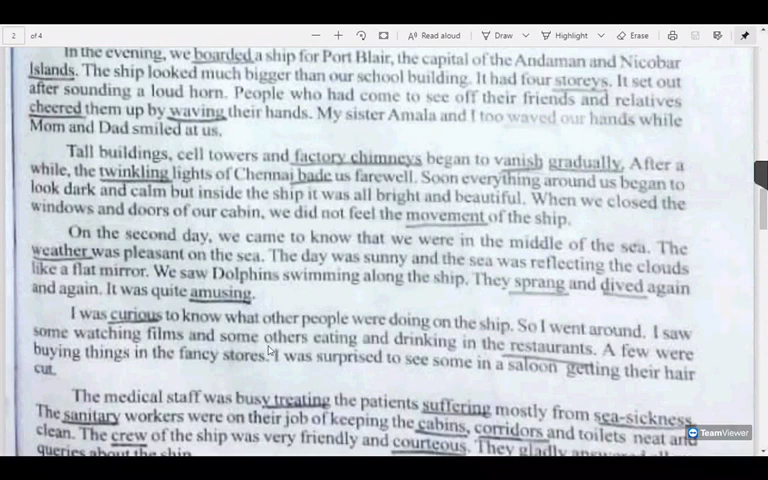 2 of 4
Read aloud Draw Highlight Erase
In the evening, we boarded a ship for Port Blair, the capital of the Andaman and Nicobar
Islands. The ship looked much bigger than our school building. It had four storeys. It set out
after sounding a loud horn. People who had come to see off their friends and relatives
cheered them up by waving their hands. My sister Amala and I too waved our hands while
Mom and Dad smiled at us.
Tall buildings, cell towers and factory chimneys began to vanish gradually. After a
while, the twinkling lights of Chennai bade us farewell. Soon everything around us began to
look dark and calm but inside the ship it was all bright and beautiful. When we closed the
windows and doors of our cabin, we did not feel the movement of the ship.
On the second day, we came to know that we were in the middle of the sea. The
weather was pleasant on the sea. The day was sunny and the sea was reflecting the clouds
like a flat mirror. We saw Dolphins swimming along the ship. They sprang and dived again
and again. It was quite amusing.
I was curious to know what other people were doing on the ship. So I went around. I saw
some watching films and some others eating and drinking in the restaurants. A few were
buying things in the fancy stores. I was surprised to see some in a saloon getting their hair
cut.
The medical staff was busy treating the patients suffering mostly from sea-sickness.
The sanitary workers were on their job of keeping the cabins, corridors and toilets neat and
clean. The crew of the ship was very friendly and courteous. They gladly answered
queries about the ship
TeamViewer